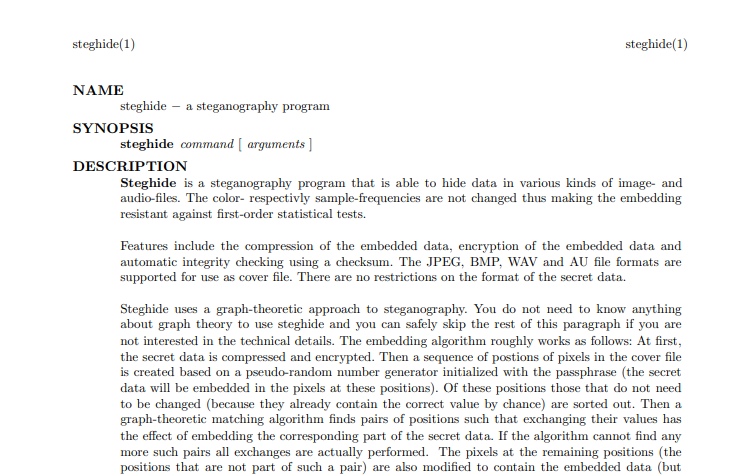 steghide(1) steghide(1)
NAME
steghide − a steganography program
SYNOPSIS
steghide command [ arguments ]
DESCRIPTION
Steghide is a steganography program that is able to hide data in various kinds of image- and
audio-files. The color- respectivly sample-frequencies are not changed thus making the embedding
resistant against first-order statistical tests.
Features include the compression of the embedded data, encryption of the embedded data and
automatic integrity checking using a checksum. The JPEG, BMP, WAV and AU file formats are
supported for use as cover file. There are no restrictions on the format of the secret data.
Steghide uses a graph-theoretic approach to steganography. You do not need to know anything
about graph theory to use steghide and you can safely skip the rest of this paragraph if you are
not interested in the technical details. The embedding algorithm roughly works as follows: At first,
the secret data is compressed and encrypted. Then a sequence of postions of pixels in the cover file
is created based on a pseudo-random number generator initialized with the passphrase (the secret
data will be embedded in the pixels at these positions). Of these positions those that do not need
to be changed (because they already contain the correct value by chance) are sorted out. Then a
graph-theoretic matching algorithm finds pairs of positions such that exchanging their values has
the effect of embedding the corresponding part of the secret data. If the algorithm cannot find any
more such pairs all exchanges are actually performed. The pixels at the remaining positions (the
positions that are not part of such a pair) are also modified to contain the embedded data (but